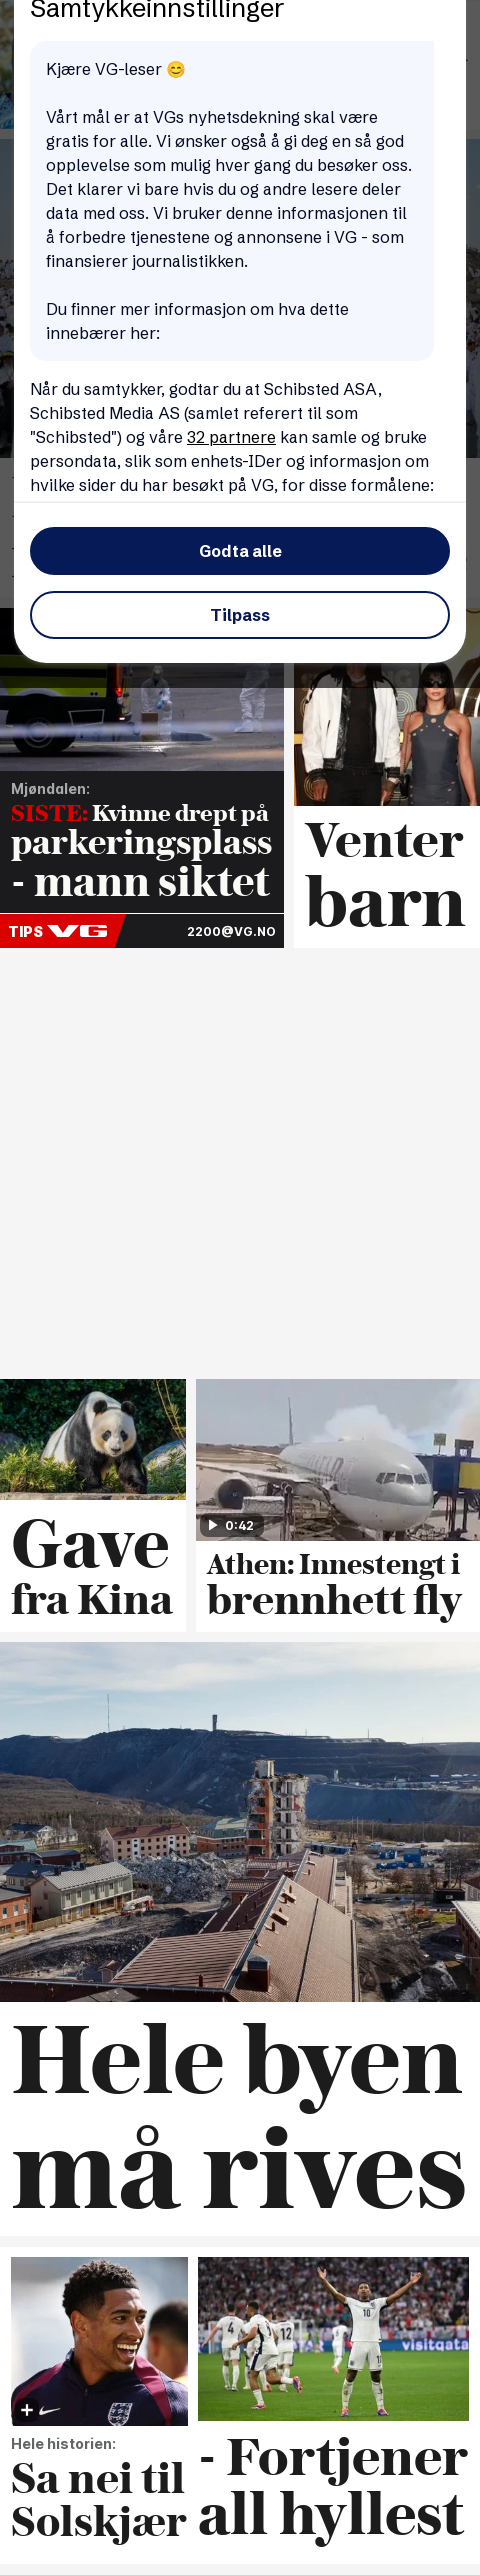 Samtykkeinnstillinger
Kjære VG-leser 😊
Vårt mål er at VGs nyhetsdekning skal være
gratis for alle. Vi ønsker også å gi deg en så god
opplevelse som mulig hver gang du besøker oss.
Det klarer vi bare hvis du og andre lesere deler
data med oss. Vi bruker denne informasjonen til
å forbedre tjenestene og annonsene i VG - som
finansierer journalistikken.
Du finner mer informasjon om hva dette
innebærer her:
Når du samtykker, godtar du at Schibsted ASA,
Schibsted Media AS (samlet referert til som
"Schibsted") og våre 32 partnere kan samle og bruke
persondata, slik som enhets-IDer og informasjon om
hvilke sider du har besøkt på VG, for disse formålene:
Godta alle
Tilpass
Mjøndalen:
SISTE: Kvinne drept på
parkeringsplass
- mann siktet
TIPS VG
2200@VG.NO
Venter
barn
Gave
fra Kina
0:42
Athen: Innestengt i
brennhett fly
Hele byen
må rives
Hele historien:
Sa nei til
Solskjær
4
12
10
visitqata
- Fortjener
all hyllest